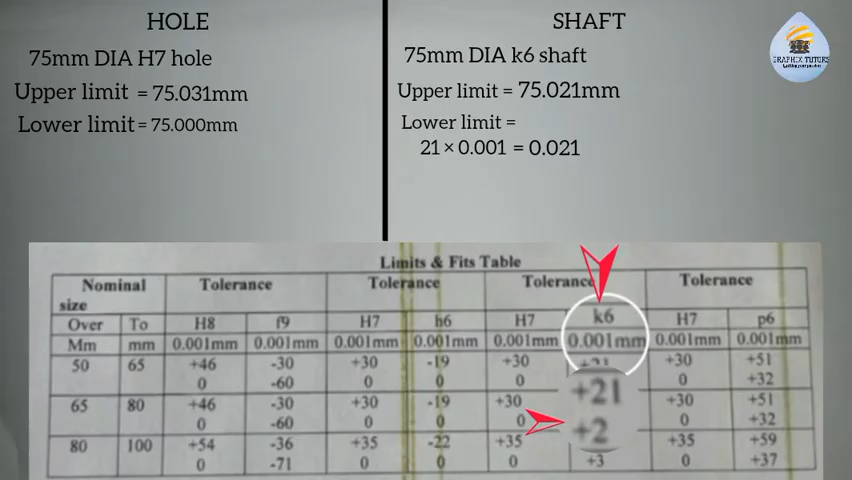 HOLE
75mm DIA H7 hole
Upper limit = 75.031mm
Lower limit = 75.000mm
SHAFT
75mm DIA k6 shaft
Upper limit = 75.021mm
Lower limit =
21 × 0.001 = 0.021
GRAPHIX TUTORS
Limits & Fits Table
Nominal size Tolerance Tolerance Tolerance Tolerance
Over To H8 f9 H7 h6 H7 k6 H7 p6
Mm mm 0.001mm 0.001mm 0.001mm 0.001mm 0.001mm 0.001mm 0.001mm 0.001mm
50 65 +46 -30 +30 -19 +30 +21 +30 +51
0 -60 0 0 0 0 +32
65 80 +46 -30 +30 -19 +30 +21 +30 +51
0 -60 0 0 0 +2 0 +32
80 100 +54 -36 +35 -22 +35 +35 +59
0 -71 0 0 0 +3 0 +37